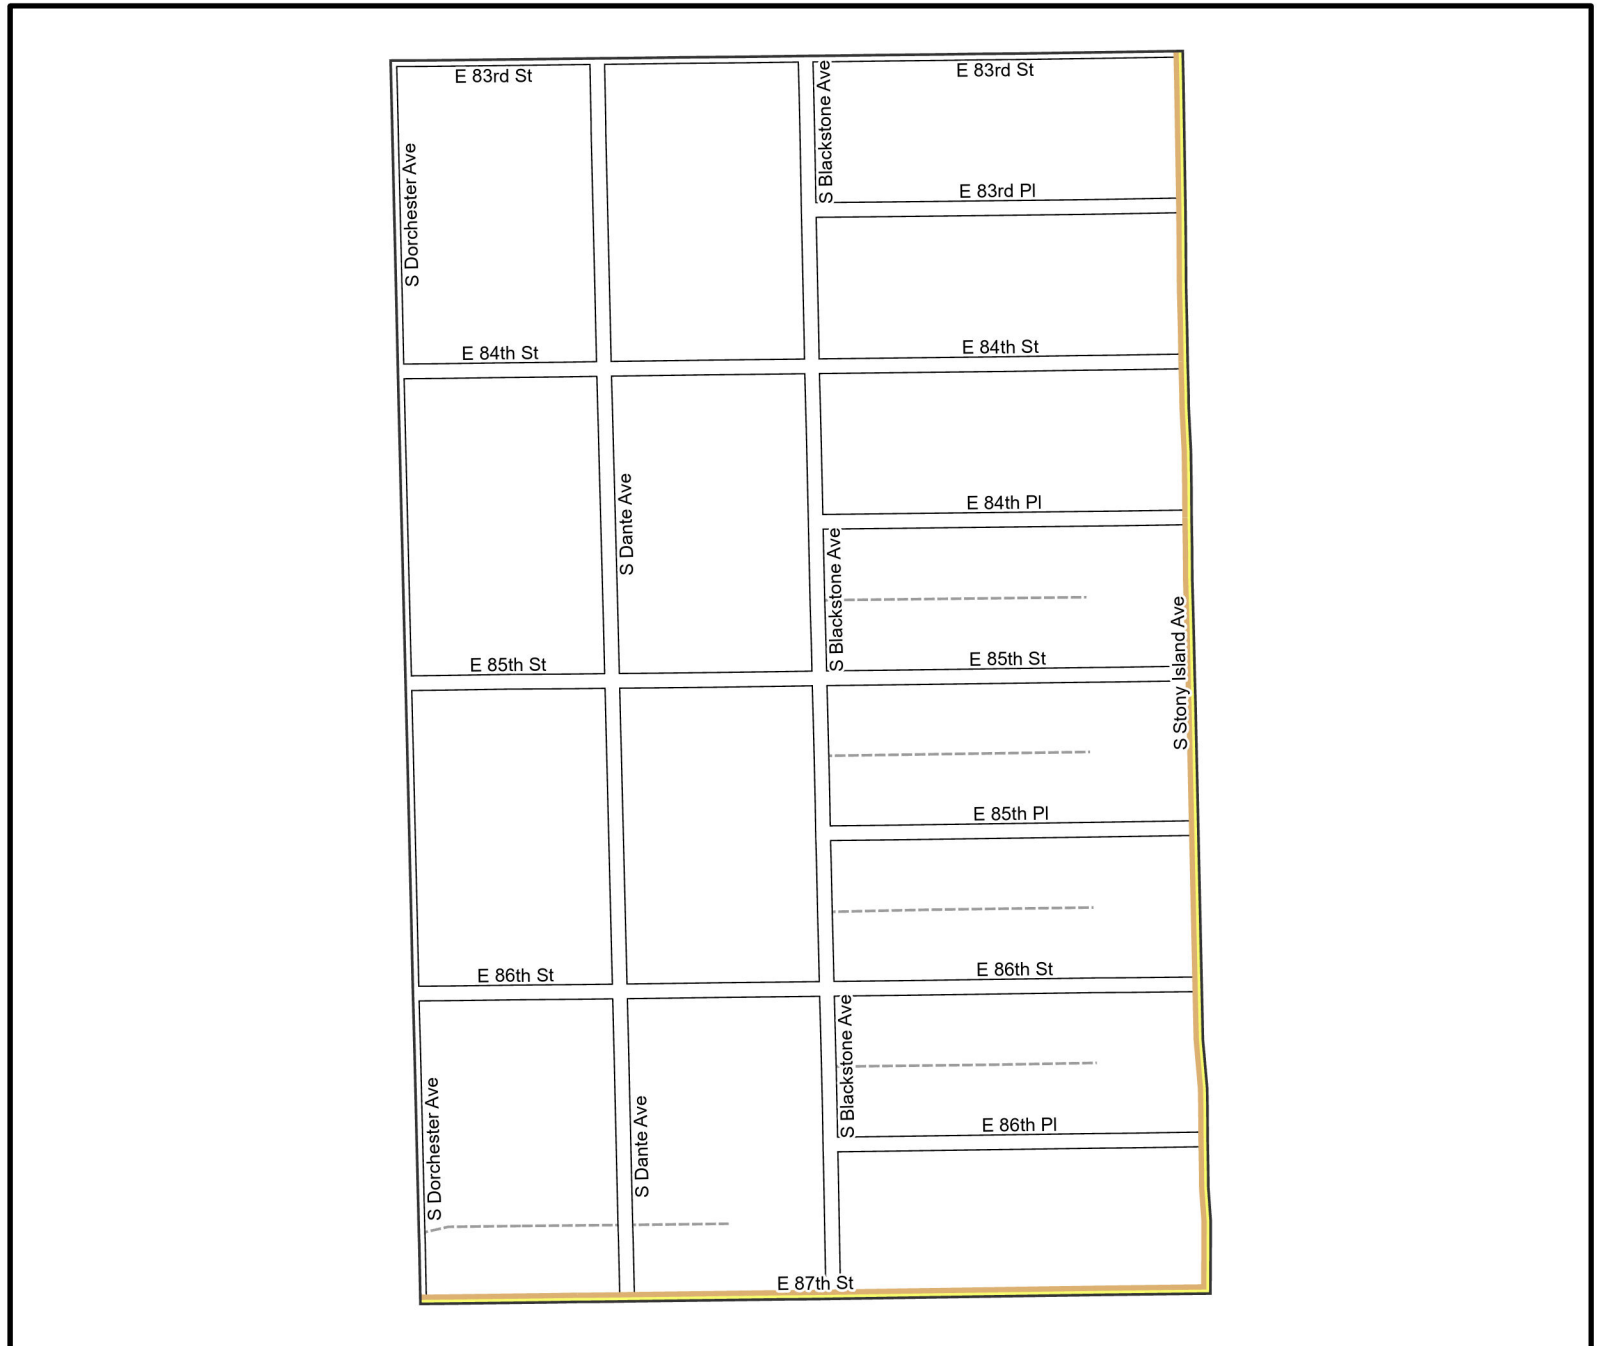 E 83rd St
E 83rd St
S Blackstone Ave
S Dorchester Ave
E 83rd Pl
E 84th St
E 84th St
S Dante Ave
E 84th Pl
S Blackstone Ave
E 85th St
E 85th St
S Stony Island Ave
E 85th Pl
E 86th St
E 86th St
S Blackstone Ave
S Dorchester Ave
S Dante Ave
E 86th Pl
E 87th St